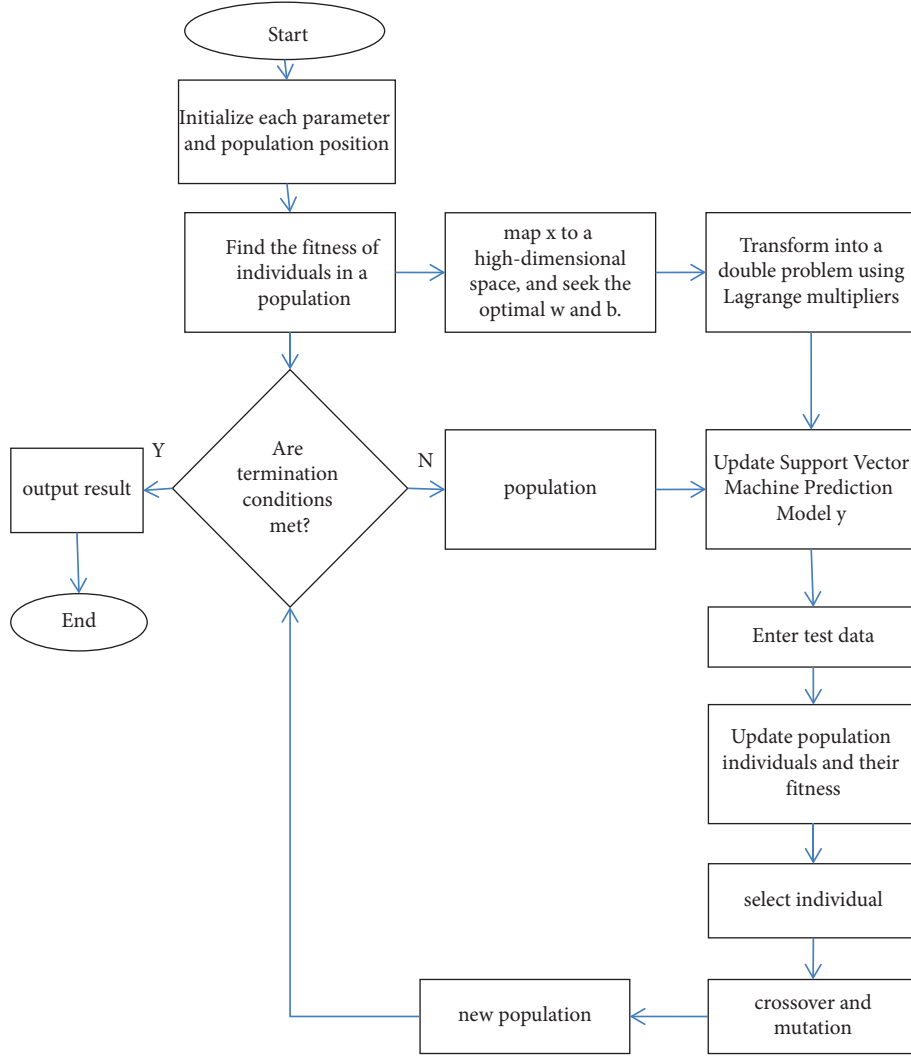 Start
Initialize each parameter
and population position
Find the fitness of
individuals in a
population
map x to a
high-dimensional
space, and seek the
optimal w and b.
Transform into a
double problem using
Lagrange multipliers
Are
termination
conditions
met?
Y
N
output result
End
population
Update Support Vector
Machine Prediction
Model y
Enter test data
Update population
individuals and their
fitness
select individual
crossover and
mutation
new population